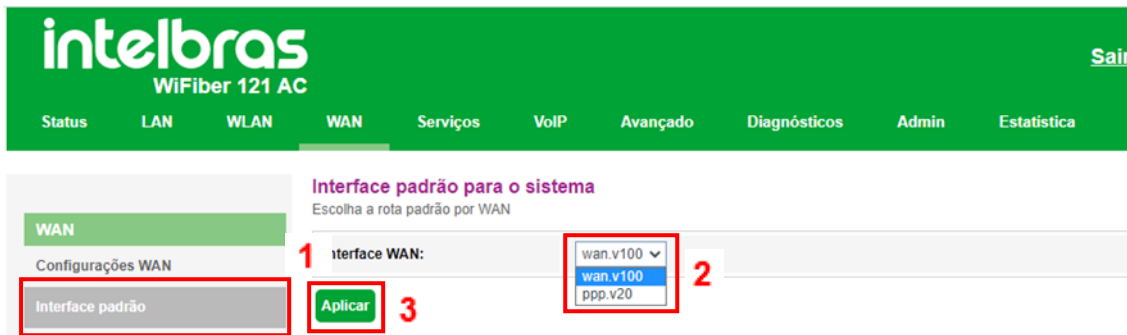 intelbras
WiFiber 121 AC
Sair
Status LAN WLAN WAN Serviços VoIP Avançado Diagnósticos Admin Estatística
Interface padrão para o sistema
Escolha a rota padrão por WAN
WAN
1 nterface WAN: wan.v100
Configurações WAN
wan.v100 2
ppp.v20
Interface padrão
Aplicar 3